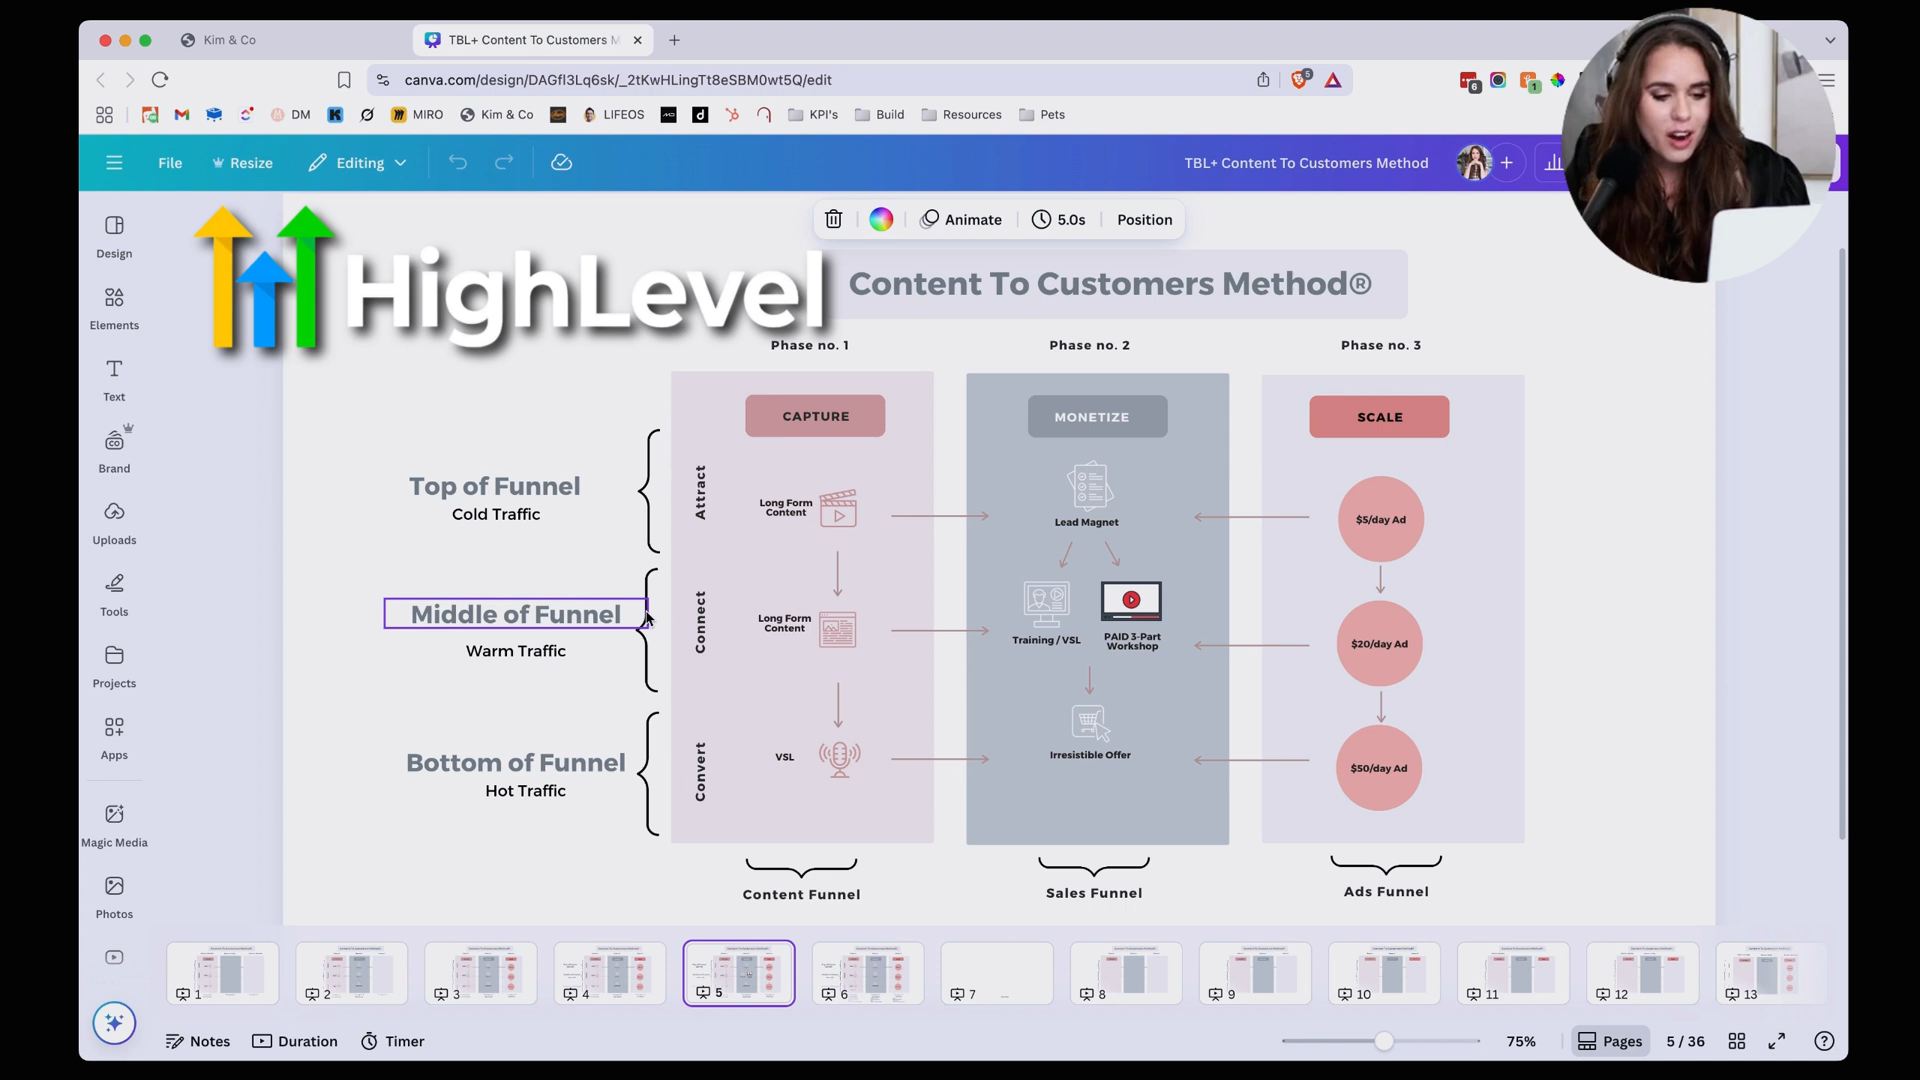 Kim & Co
TBL+ Content To Customers M
canva.com/design/DAGfl3Lq6sk/_2tKwHLingTt8eSBM0wt5Q/edit
5
6
1
DM
MIRO
Kim & Co
LIFEOS
KPI's
Build
Resources
Pets
File
Resize
Editing
TBL+ Content To Customers Method
Animate
5.0s
Position
Design
Elements
Text
Brand
Uploads
Tools
Projects
Apps
Magic Media
Photos
HighLevel
Content To Customers Method®
Phase no. 1
Phase no. 2
Phase no. 3
CAPTURE
MONETIZE
SCALE
Top of Funnel
Cold Traffic
Attract
Long Form
Content
Lead Magnet
$5/day Ad
Middle of Funnel
Warm Traffic
Connect
Long Form
Content
Training / VSL
PAID 3-Part
Workshop
$20/day Ad
Bottom of Funnel
Hot Traffic
Convert
VSL
Irresistible Offer
$50/day Ad
Content Funnel
Sales Funnel
Ads Funnel
1
2
3
4
5
6
7
8
9
10
11
12
13
Notes
Duration
Timer
75%
Pages
5 / 36